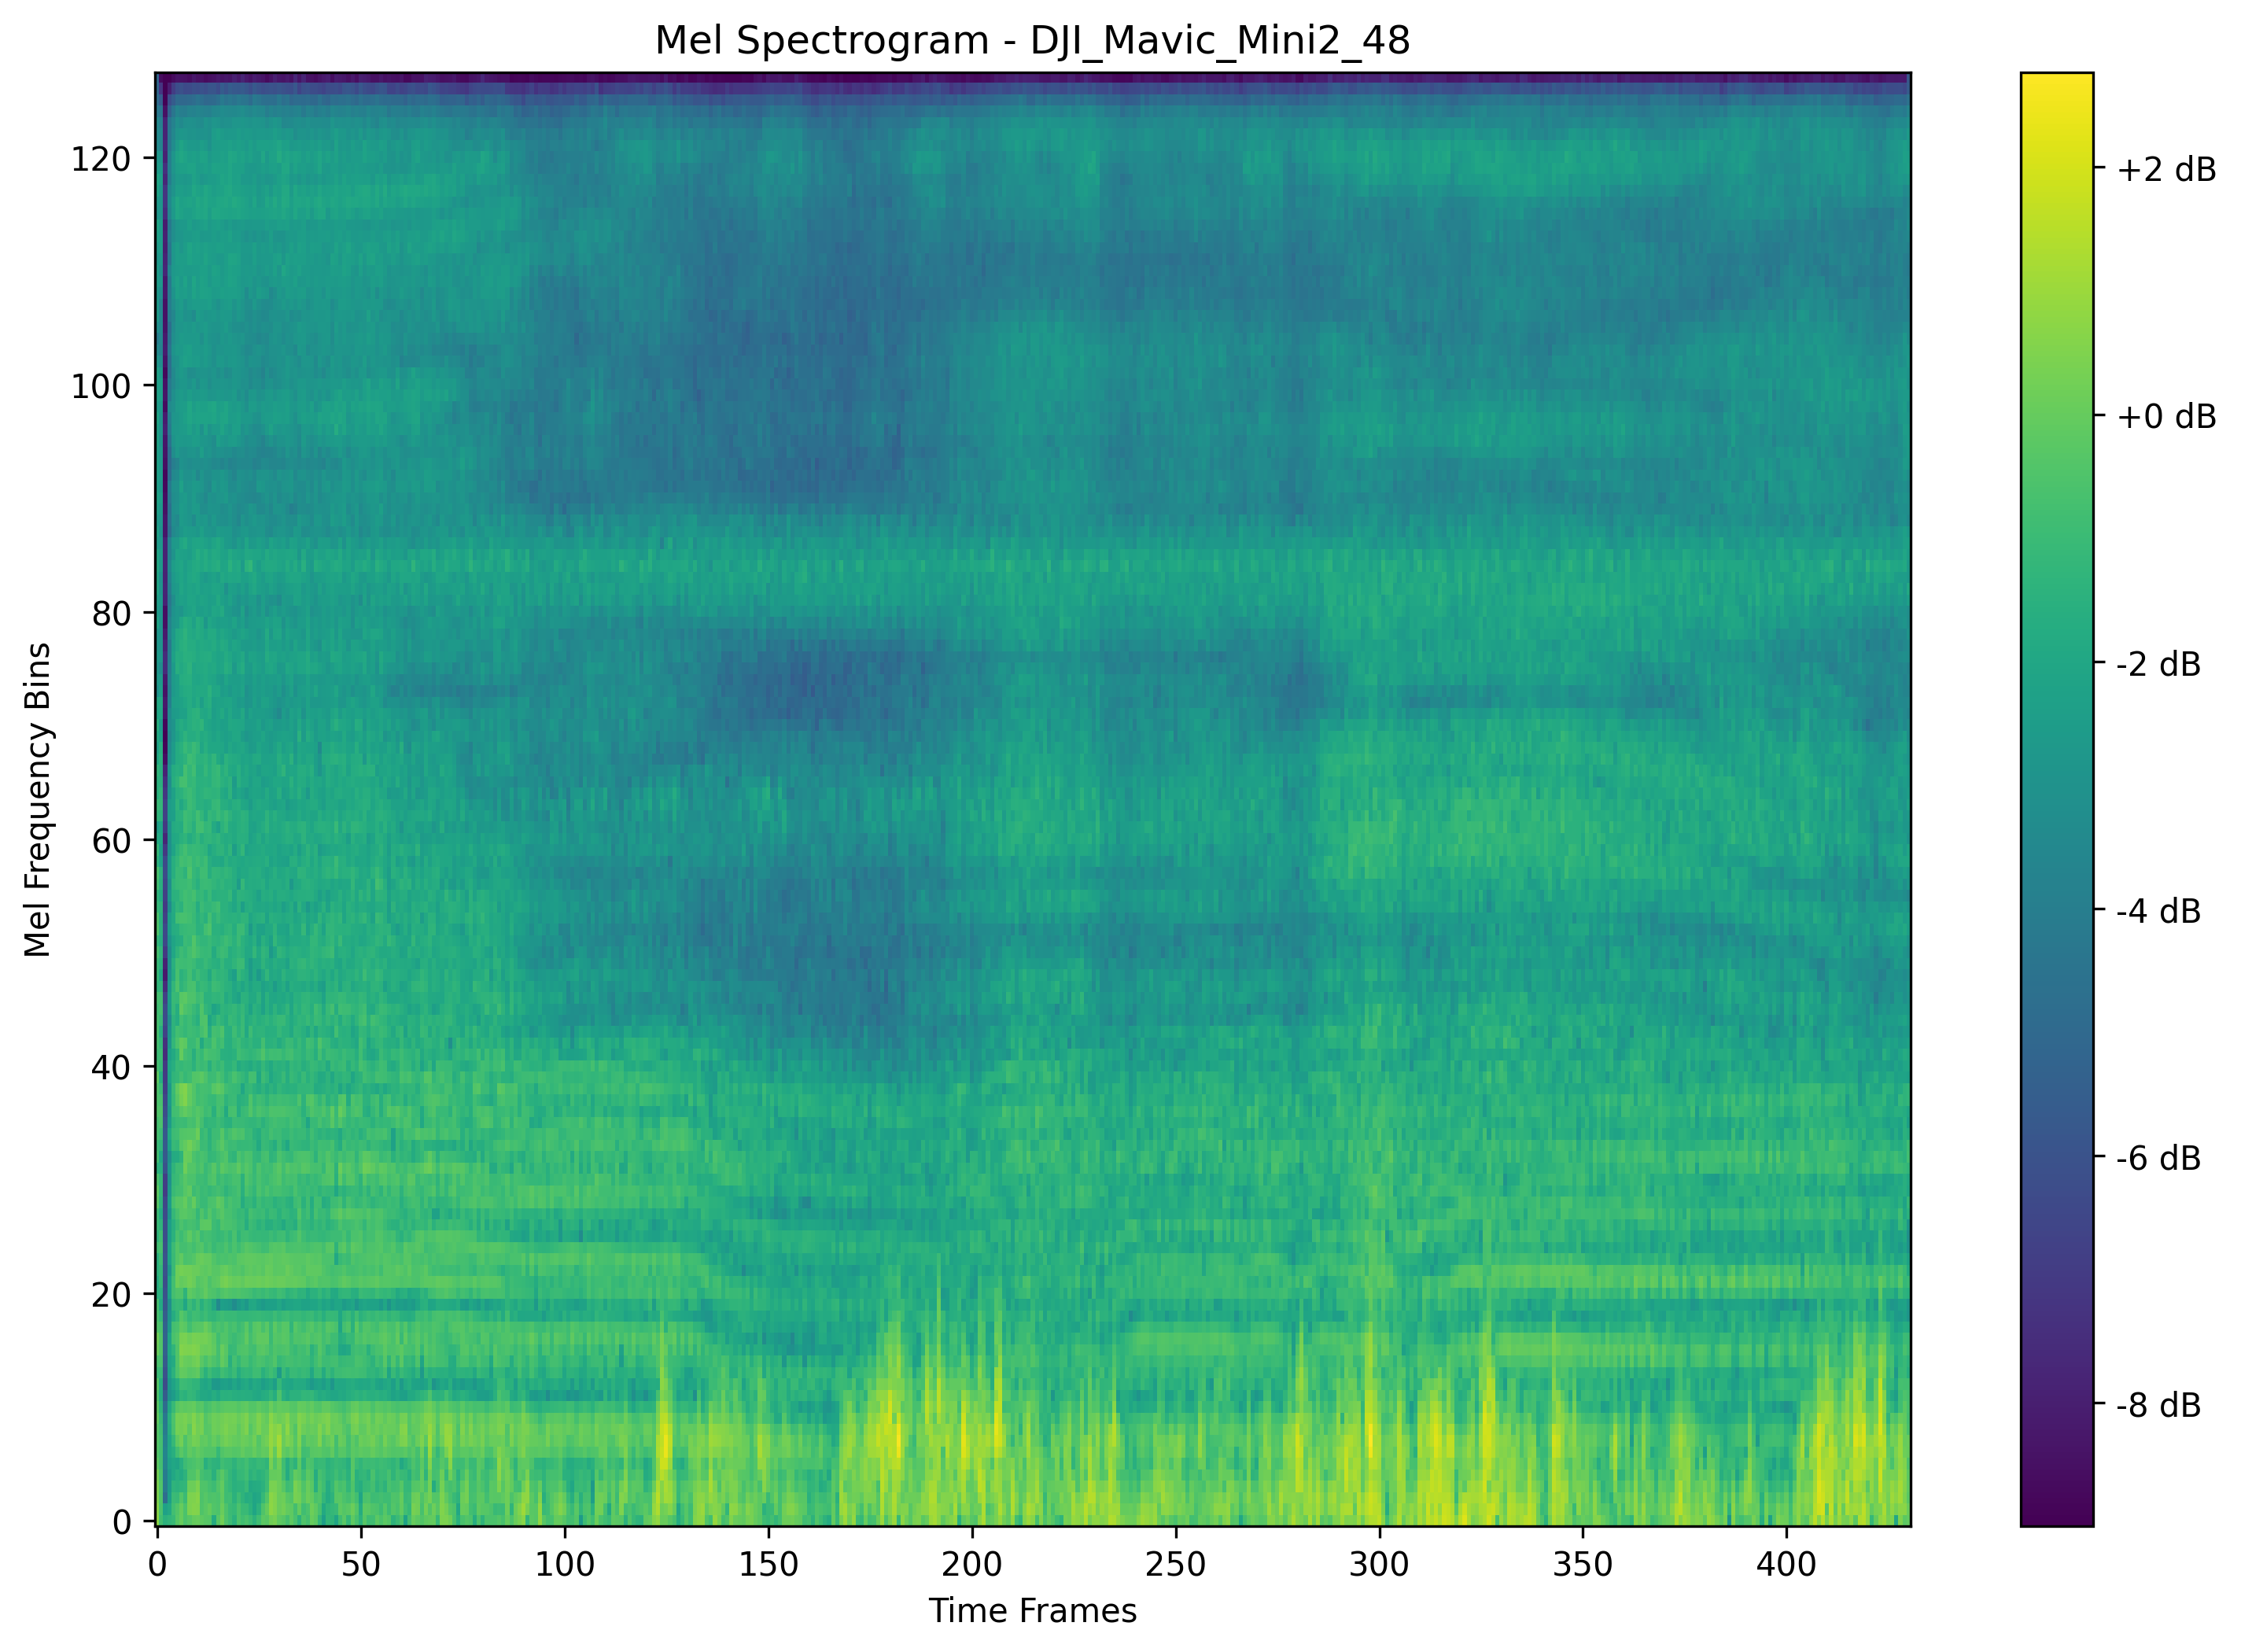 Mel Spectrogram - DJI_Mavic_Mini2_48
Mel Frequency Bins
120
100
80
60
40
20
0
0 50 100 150 200 250 300 350 400
Time Frames
+2 dB
+0 dB
-2 dB
-4 dB
-6 dB
-8 dB